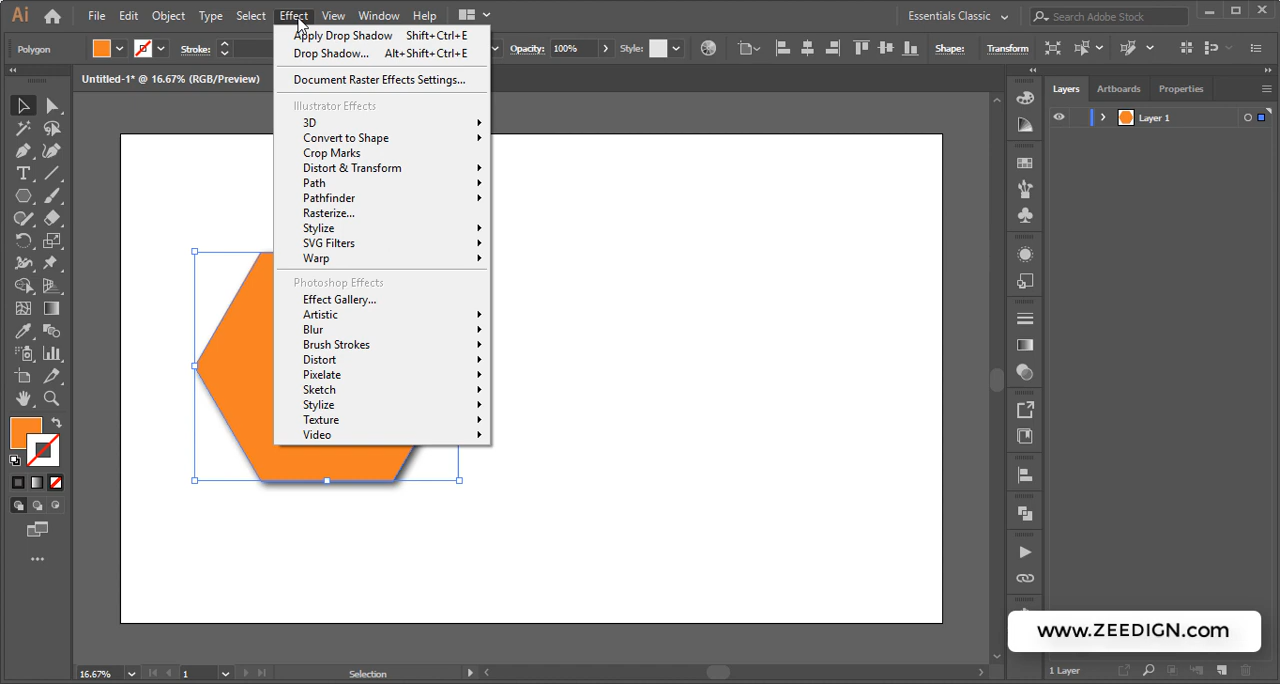 Ai File Edit Object Type Select Effect View Window Help Essentials Classic Search Adobe Stock
Polygon Stroke: Opacity: 100% Style: Shape: Transform
Untitled-1* @ 16.67% (RGB/Preview)
Apply Drop Shadow Shift+Ctrl+E
Drop Shadow... Alt+Shift+Ctrl+E
Document Raster Effects Settings...
Illustrator Effects
3D
Convert to Shape
Crop Marks
Distort & Transform
Path
Pathfinder
Rasterize...
Stylize
SVG Filters
Warp
Photoshop Effects
Effect Gallery...
Artistic
Blur
Brush Strokes
Distort
Pixelate
Sketch
Stylize
Texture
Video
Layers Artboards Properties
Layer 1
www.ZEEDIGN.com
16.67% 1 Selection
1 Layer